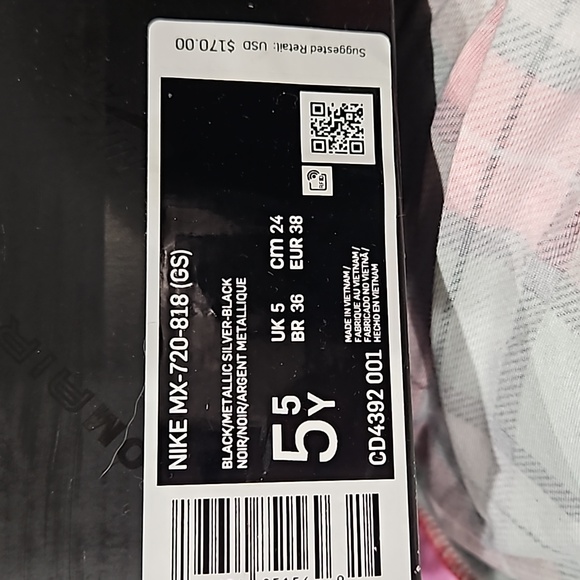 Suggested Retail: USD $170.00
NIKE MX-720-818 (GS)
BLACK/METALLIC SILVER-BLACK
NOIR/NOIR/ARGENT METALLIQUE
UK 5 cm 24
BR 36 EUR 38
5.5Y
MADE IN VIETNAM /
FABRIQUE AU VIETNAM /
FABRICADO NO VIETNÃ /
HECHO EN VIETNAM
CD4392 001